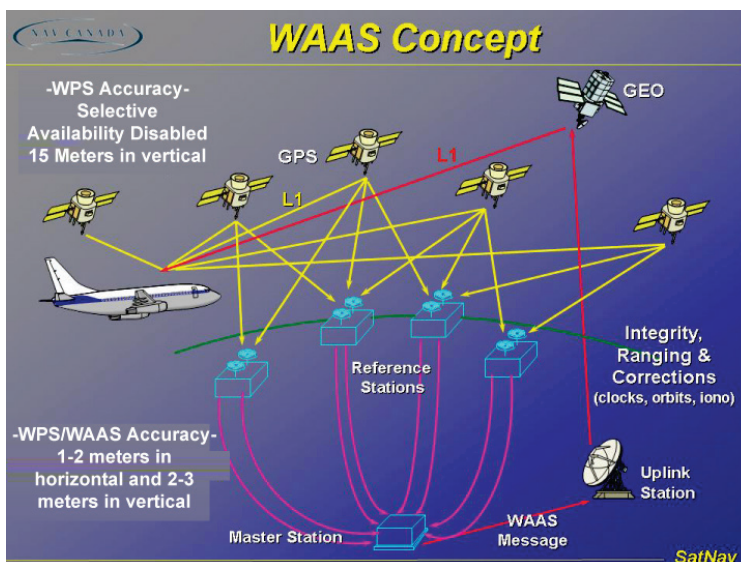 NAV CANADA
WAAS Concept
-WPS Accuracy-
Selective
Availability Disabled
15 Meters in vertical
GEO
GPS
L1
L1
Integrity,
Ranging &
Corrections
(clocks, orbits, iono)
Reference
Stations
-WPS/WAAS Accuracy-
1-2 meters in
horizontal and 2-3
meters in vertical
Uplink
Station
Master Station
WAAS
Message
SatNav